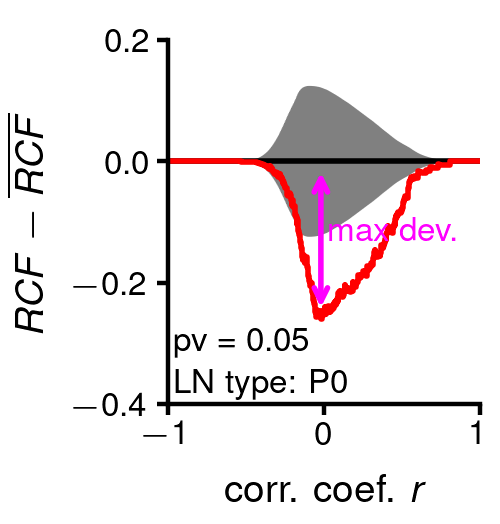 0.2
0.0
−0.2
−0.4
RCF − R̅C̅F̅
max dev.
pv = 0.05
LN type: P0
−1
0
1
corr. coef. r